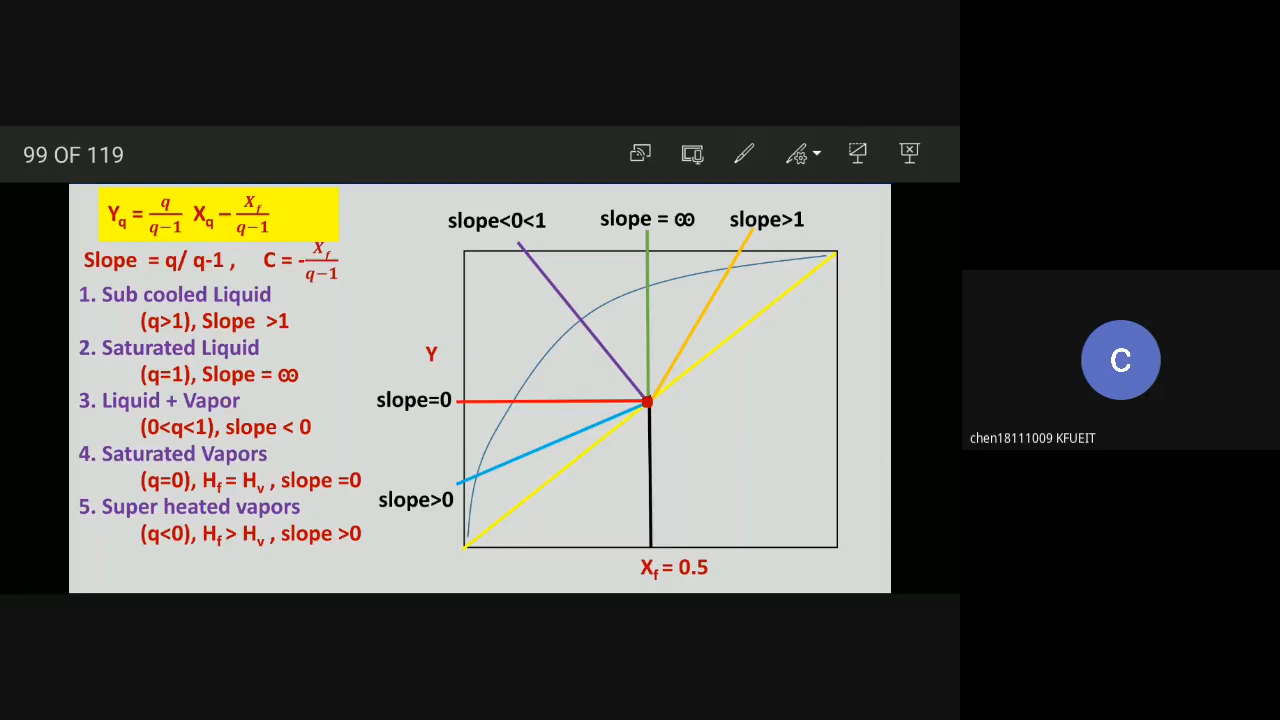 99 OF 119
Yq = q/q−1 Xq − Xf/q−1
Slope = q/ q-1 , C = - Xf/q−1
1. Sub cooled Liquid
(q>1), Slope >1
2. Saturated Liquid
(q=1), Slope = ꝏ
3. Liquid + Vapor
(0<q<1), slope < 0
4. Saturated Vapors
(q=0), Hf = Hv , slope =0
5. Super heated vapors
(q<0), Hf > Hv , slope >0
slope<0<1
slope = ꝏ
slope>1
Y
slope=0
slope>0
Xf = 0.5
C
chen18111009 KFUEIT